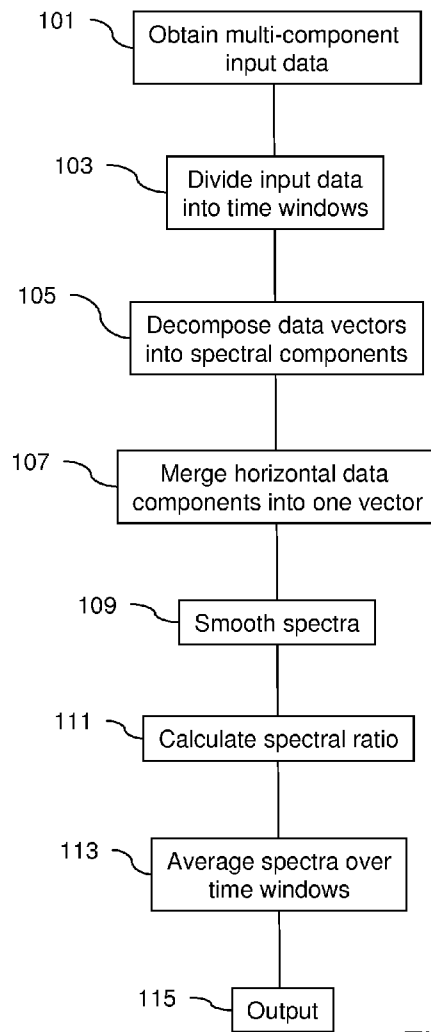 101
Obtain multi-component
input data
103
Divide input data
into time windows
105
Decompose data vectors
into spectral components
107
Merge horizontal data
components into one vector
109
Smooth spectra
111
Calculate spectral ratio
113
Average spectra over
time windows
115
Output